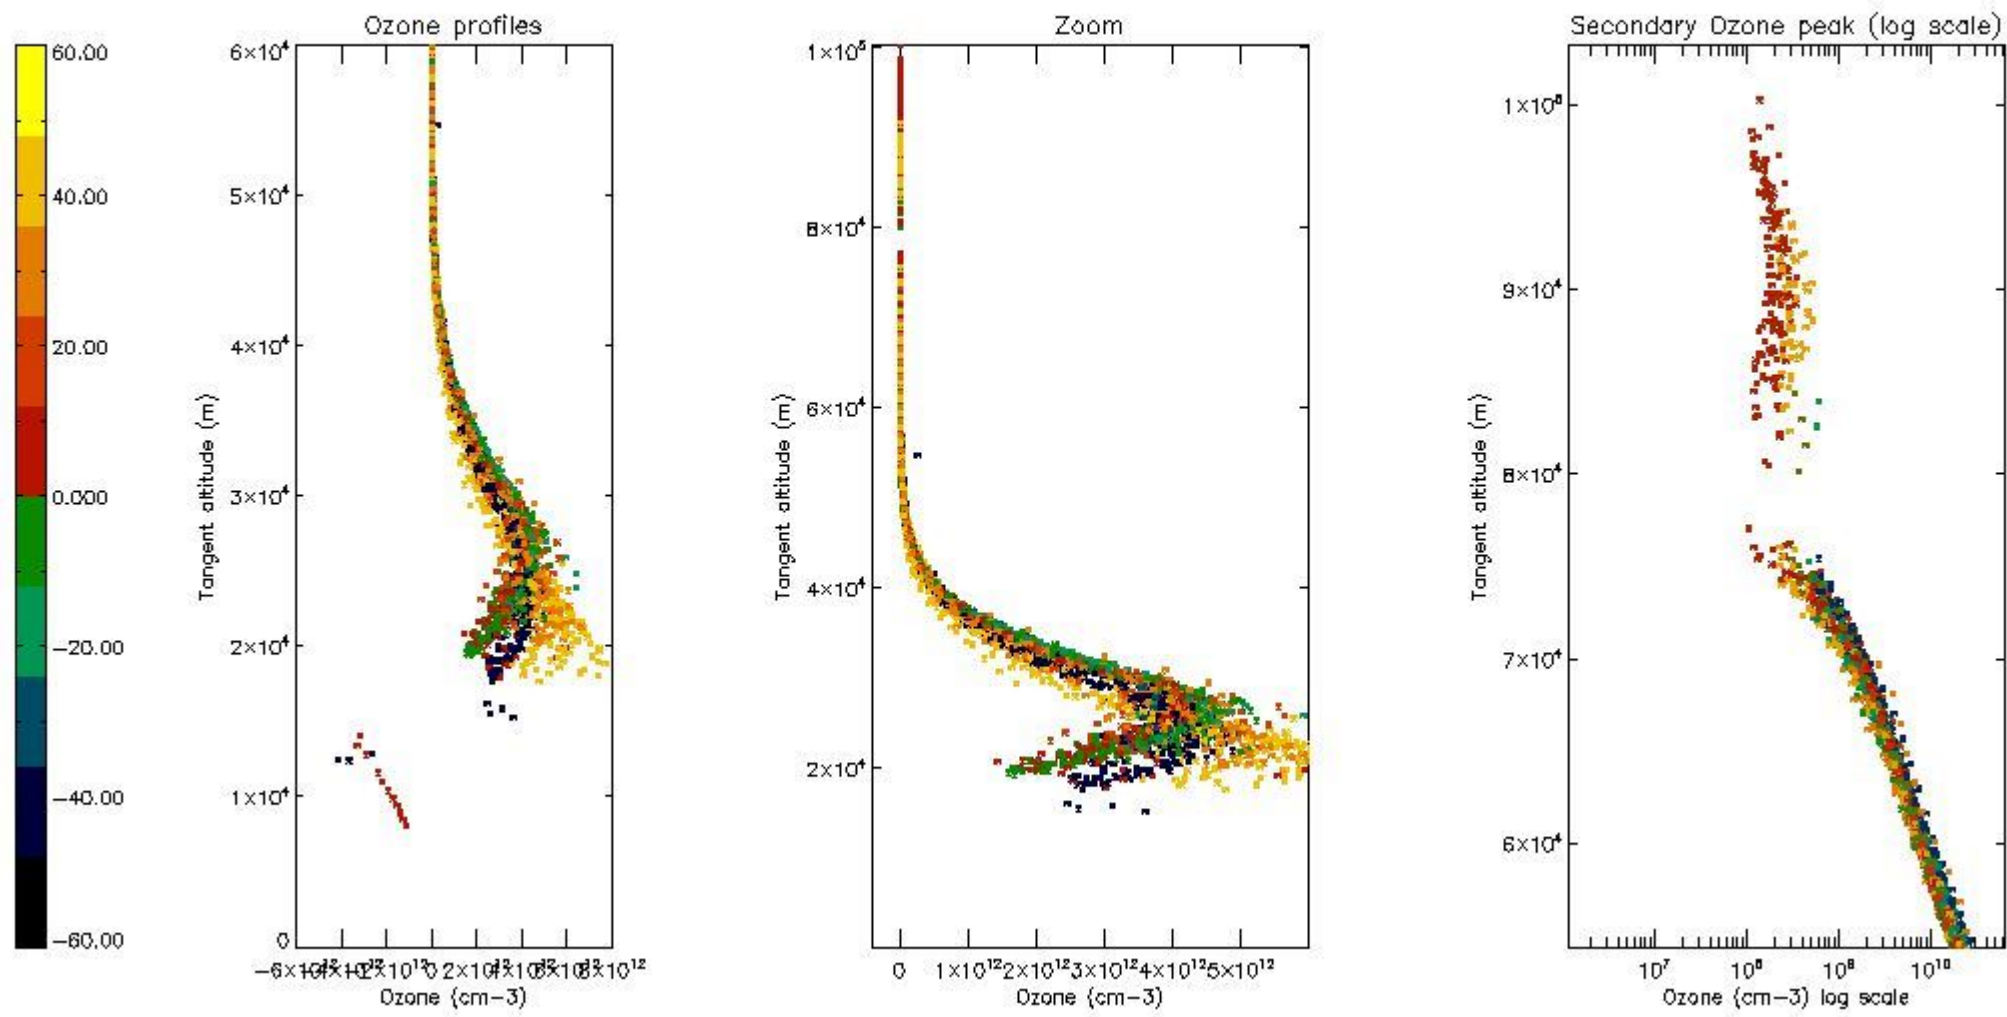 Ozone profiles
Zoom
Secondary Ozone peak (log scale)
60.00
40.00
20.00
−20.00
−40.00
−60.00
6×10⁴
5×10⁴
4×10⁴
3×10⁴
2×10⁴
1×10⁴
0
Tangent altitude (m)
0
Ozone (cm−3)
1×10⁵
8×10⁴
6×10⁴
4×10⁴
2×10⁴
Tangent altitude (m)
0 1×10¹² 2×10¹² 3×10¹² 4×10¹² 5×10¹²
Ozone (cm−3)
9×10⁴
8×10⁴
7×10⁴
6×10⁴
Tangent altitude (m)
10⁷ 10⁸ 10⁹ 10¹⁰
Ozone (cm−3) log scale